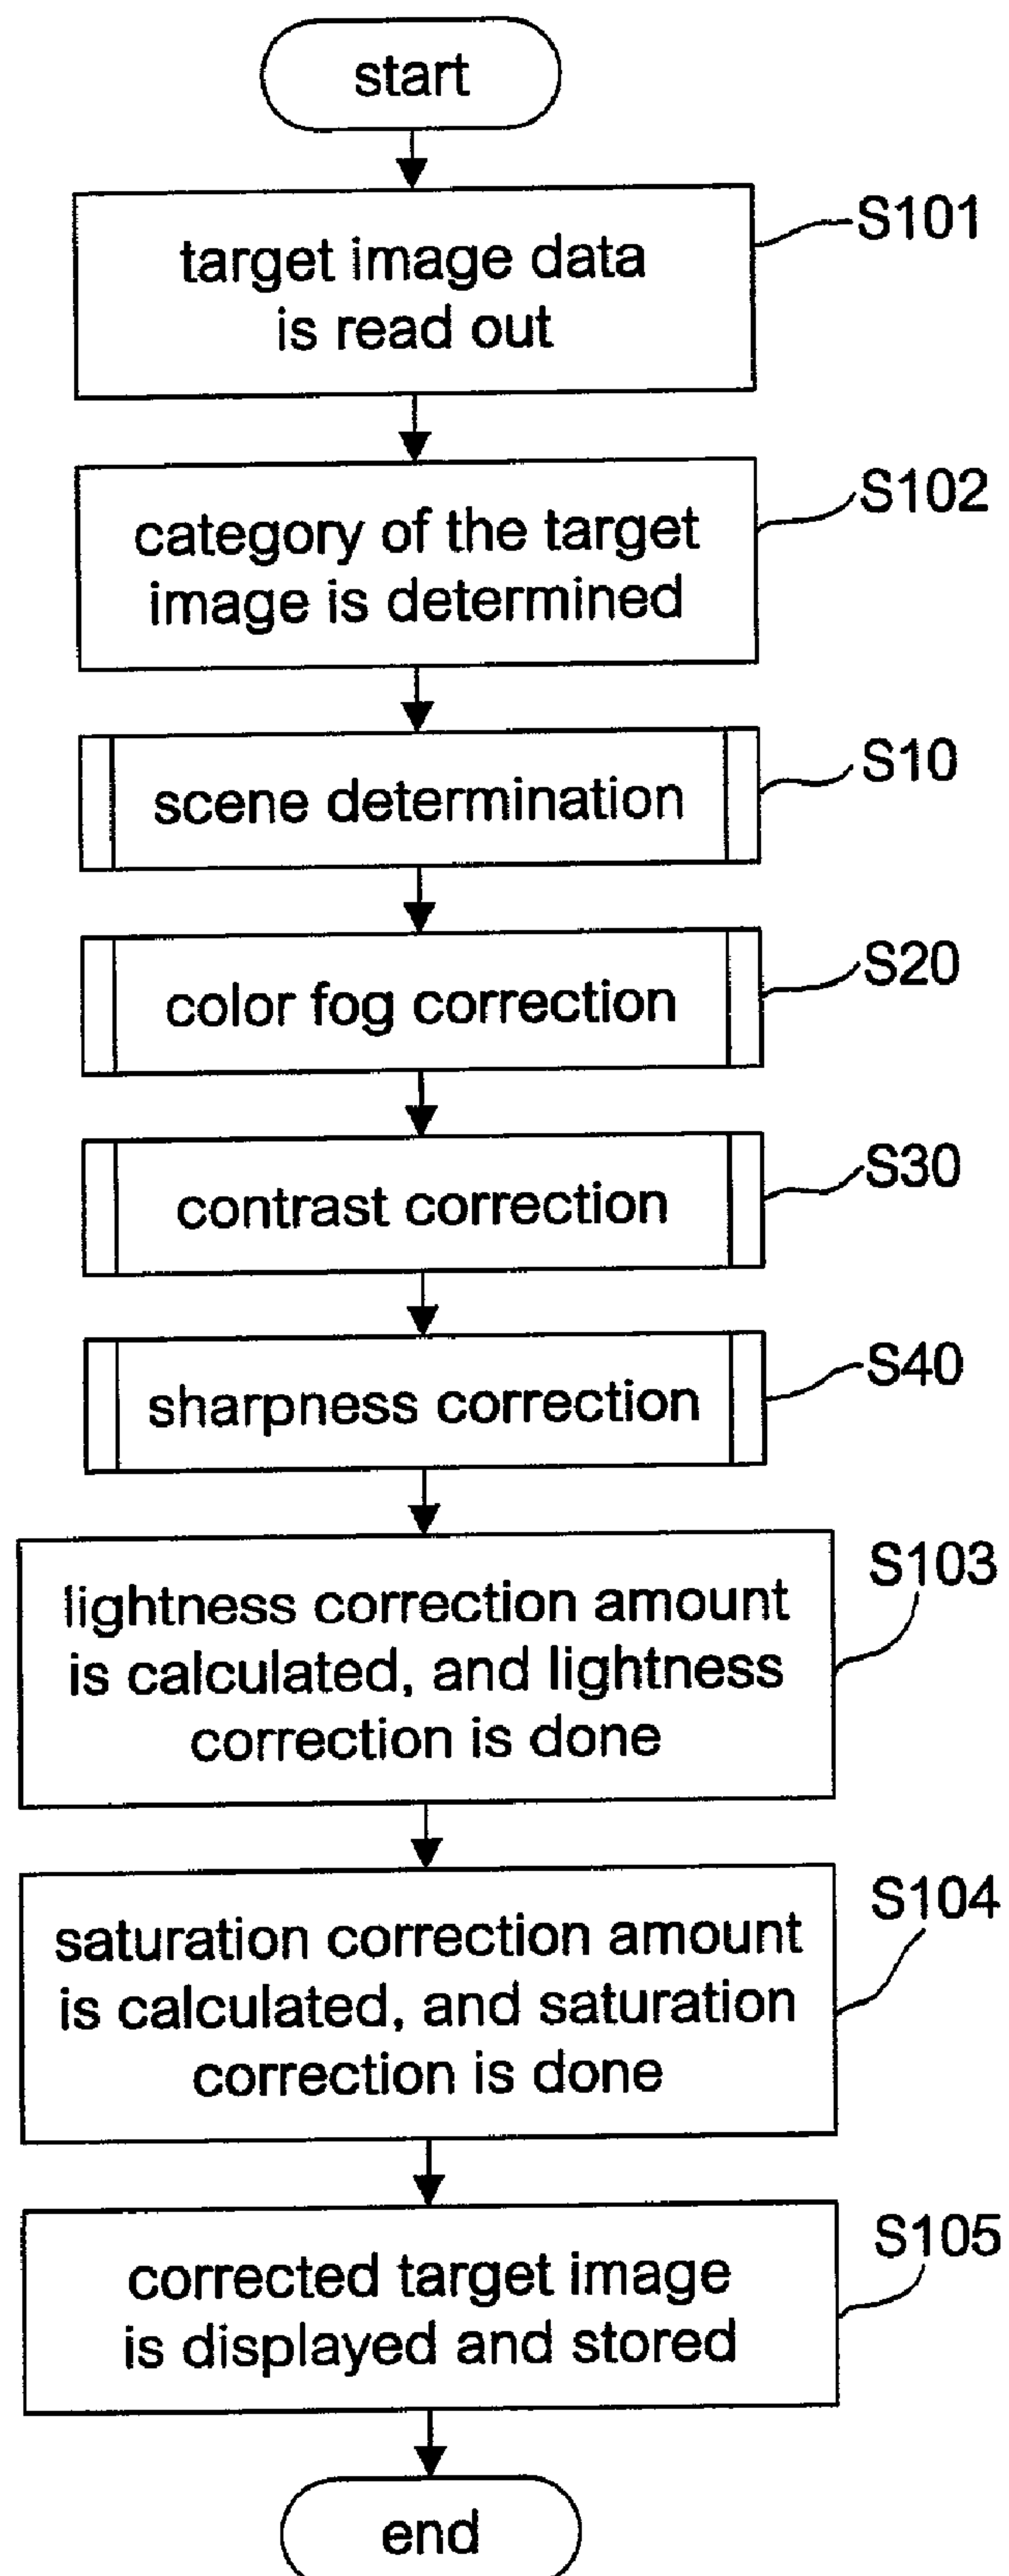 start
target image data
is read out
S101
category of the target
image is determined
S102
scene determination
S10
color fog correction
S20
contrast correction
S30
sharpness correction
S40
lightness correction amount
is calculated, and lightness
correction is done
S103
saturation correction amount
is calculated, and saturation
correction is done
S104
corrected target image
is displayed and stored
S105
end